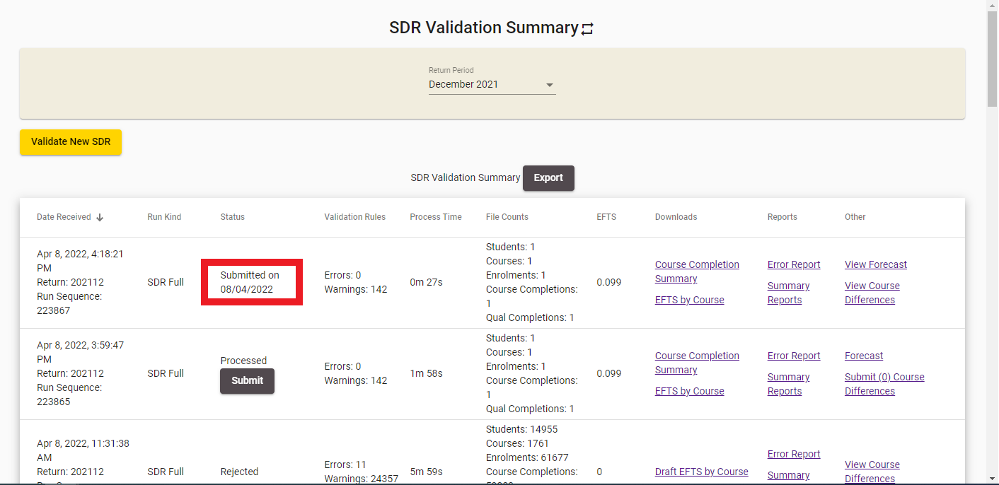 SDR Validation Summary
Return Period
December 2021
Validate New SDR
SDR Validation Summary Export
Date Received Run Kind Status Validation Rules Process Time File Counts EFTS Downloads Reports Other
Apr 8, 2022, 4:18:21
PM
Return: 202112
Run Sequence:
223867
SDR Full
Submitted on
08/04/2022
Errors: 0
Warnings: 142
0m 27s
Students: 1
Courses: 1
Enrolments: 1
Course Completions:
1
Qual Completions: 1
0.099
Course Completion
Summary
EFTS by Course
Error Report
Summary
Reports
View Forecast
View Course
Differences
Apr 8, 2022, 3:59:47
PM
Return: 202112
Run Sequence:
223865
SDR Full
Processed
Submit
Errors: 0
Warnings: 142
1m 58s
Students: 1
Courses: 1
Enrolments: 1
Course Completions:
1
Qual Completions: 1
0.099
Course Completion
Summary
EFTS by Course
Error Report
Summary
Reports
Forecast
Submit (0) Course
Differences
Apr 8, 2022, 11:31:38
AM
Return: 202112
SDR Full
Rejected
Errors: 11
Warnings: 24357
5m 59s
Students: 14955
Courses: 1761
Enrolments: 61677
Course Completions:
0
Draft EFTS by Course
Error Report
Summary
View Course
Differences